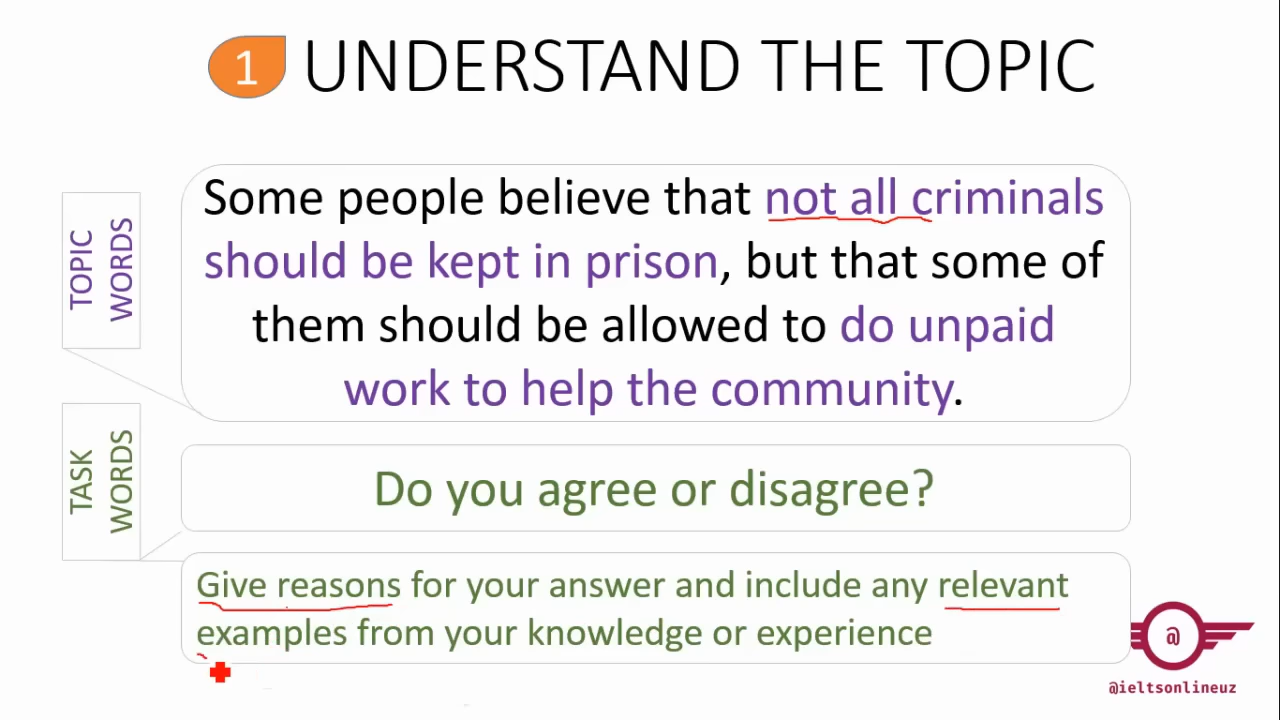 1 UNDERSTAND THE TOPIC
TOPIC
WORDS
Some people believe that not all criminals
should be kept in prison, but that some of
them should be allowed to do unpaid
work to help the community.
TASK
WORDS
Do you agree or disagree?
Give reasons for your answer and include any relevant
examples from your knowledge or experience
@
@ieltsonlineuz